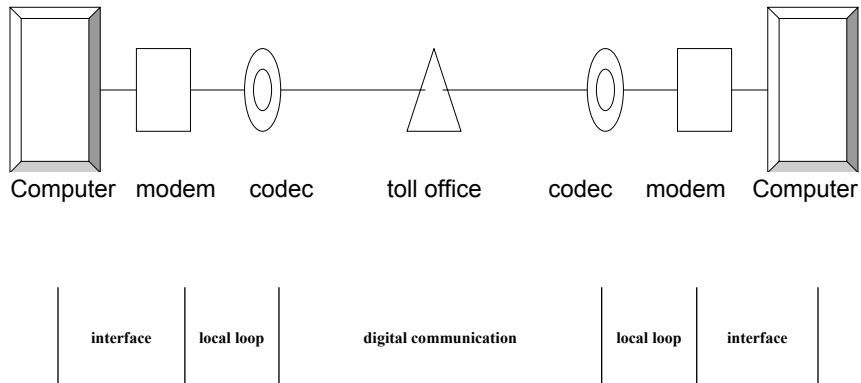 Computer modem codec toll office codec modem Computer
interface local loop digital communication local loop interface